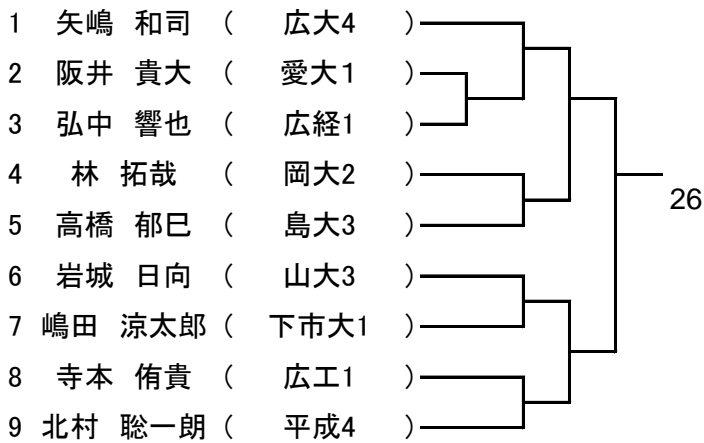 1 矢嶋 和司 ( 広大4 )
2 阪井 貴大 ( 愛大1 )
3 弘中 響也 ( 広経1 )
4 林 拓哉 ( 岡大2 )
5 高橋 郁巳 ( 島大3 )
26
6 岩城 日向 ( 山大3 )
7 嶋田 涼太郎 ( 下市大1 )
8 寺本 侑貴 ( 広工1 )
9 北村 聡一朗 ( 平成4 )